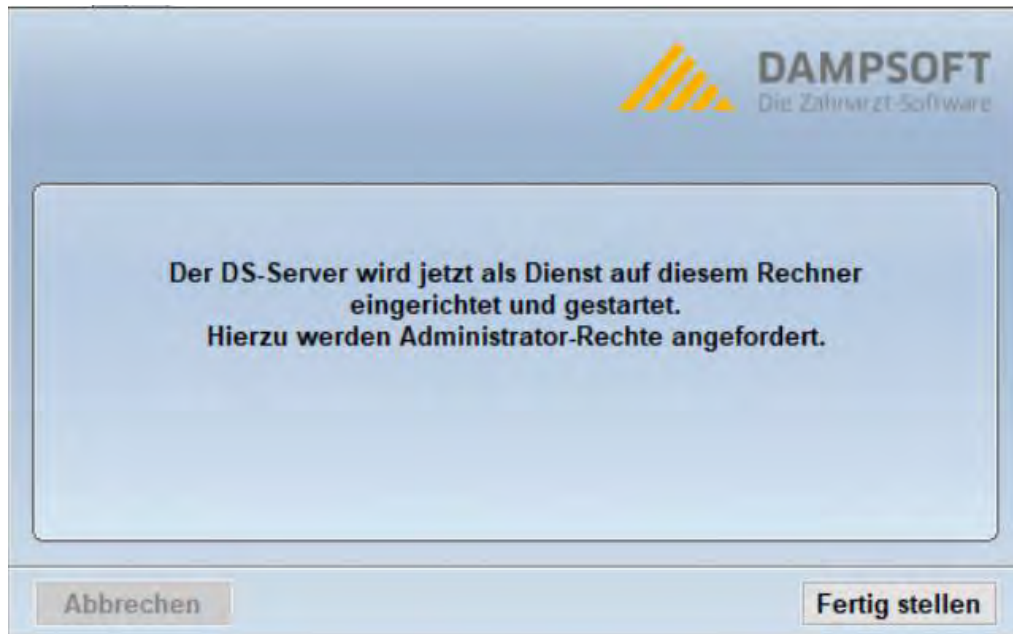 DAMPSOFT
Die Zahnarzt-Software
Der DS-Server wird jetzt als Dienst auf diesem Rechner
eingerichtet und gestartet.
Hierzu werden Administrator-Rechte angefordert.
Abbrechen
Fertig stellen